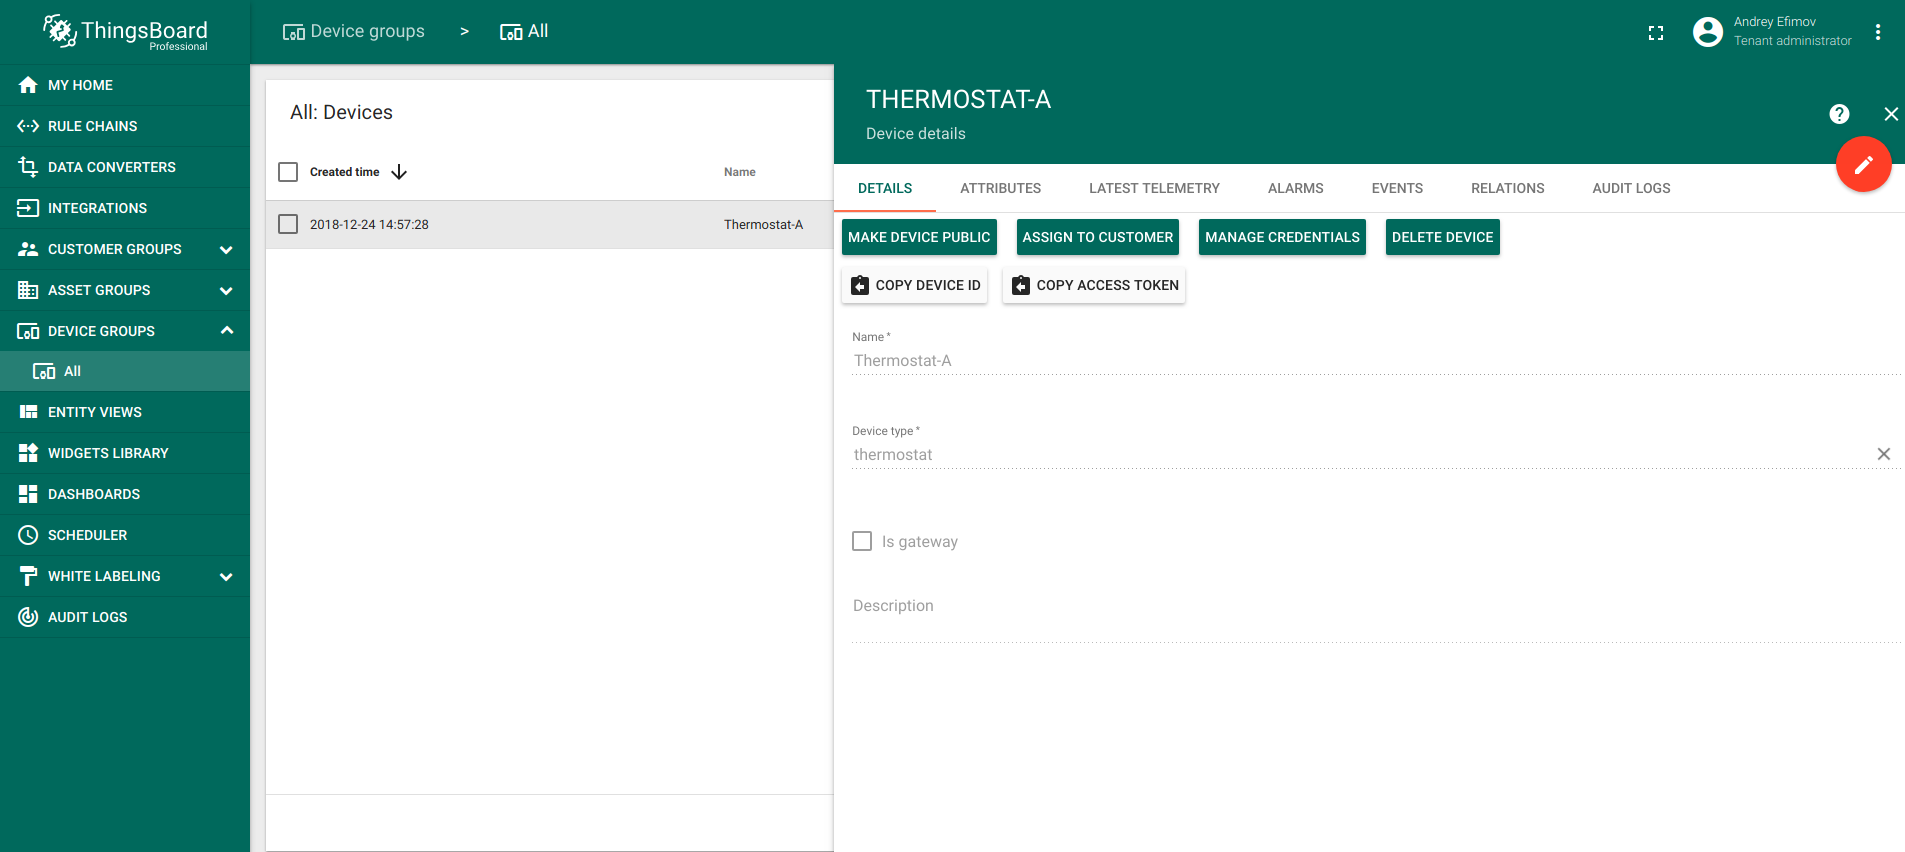 ThingsBoard
Professional
Device groups > All
Andrey Efimov
Tenant administrator
MY HOME
RULE CHAINS
DATA CONVERTERS
INTEGRATIONS
CUSTOMER GROUPS
ASSET GROUPS
DEVICE GROUPS
All
ENTITY VIEWS
WIDGETS LIBRARY
DASHBOARDS
SCHEDULER
WHITE LABELING
AUDIT LOGS
All: Devices
Created time Name
2018-12-24 14:57:28 Thermostat-A
THERMOSTAT-A
Device details
DETAILS ATTRIBUTES LATEST TELEMETRY ALARMS EVENTS RELATIONS AUDIT LOGS
MAKE DEVICE PUBLIC ASSIGN TO CUSTOMER MANAGE CREDENTIALS DELETE DEVICE
COPY DEVICE ID COPY ACCESS TOKEN
Name *
Thermostat-A
Device type *
thermostat
Is gateway
Description